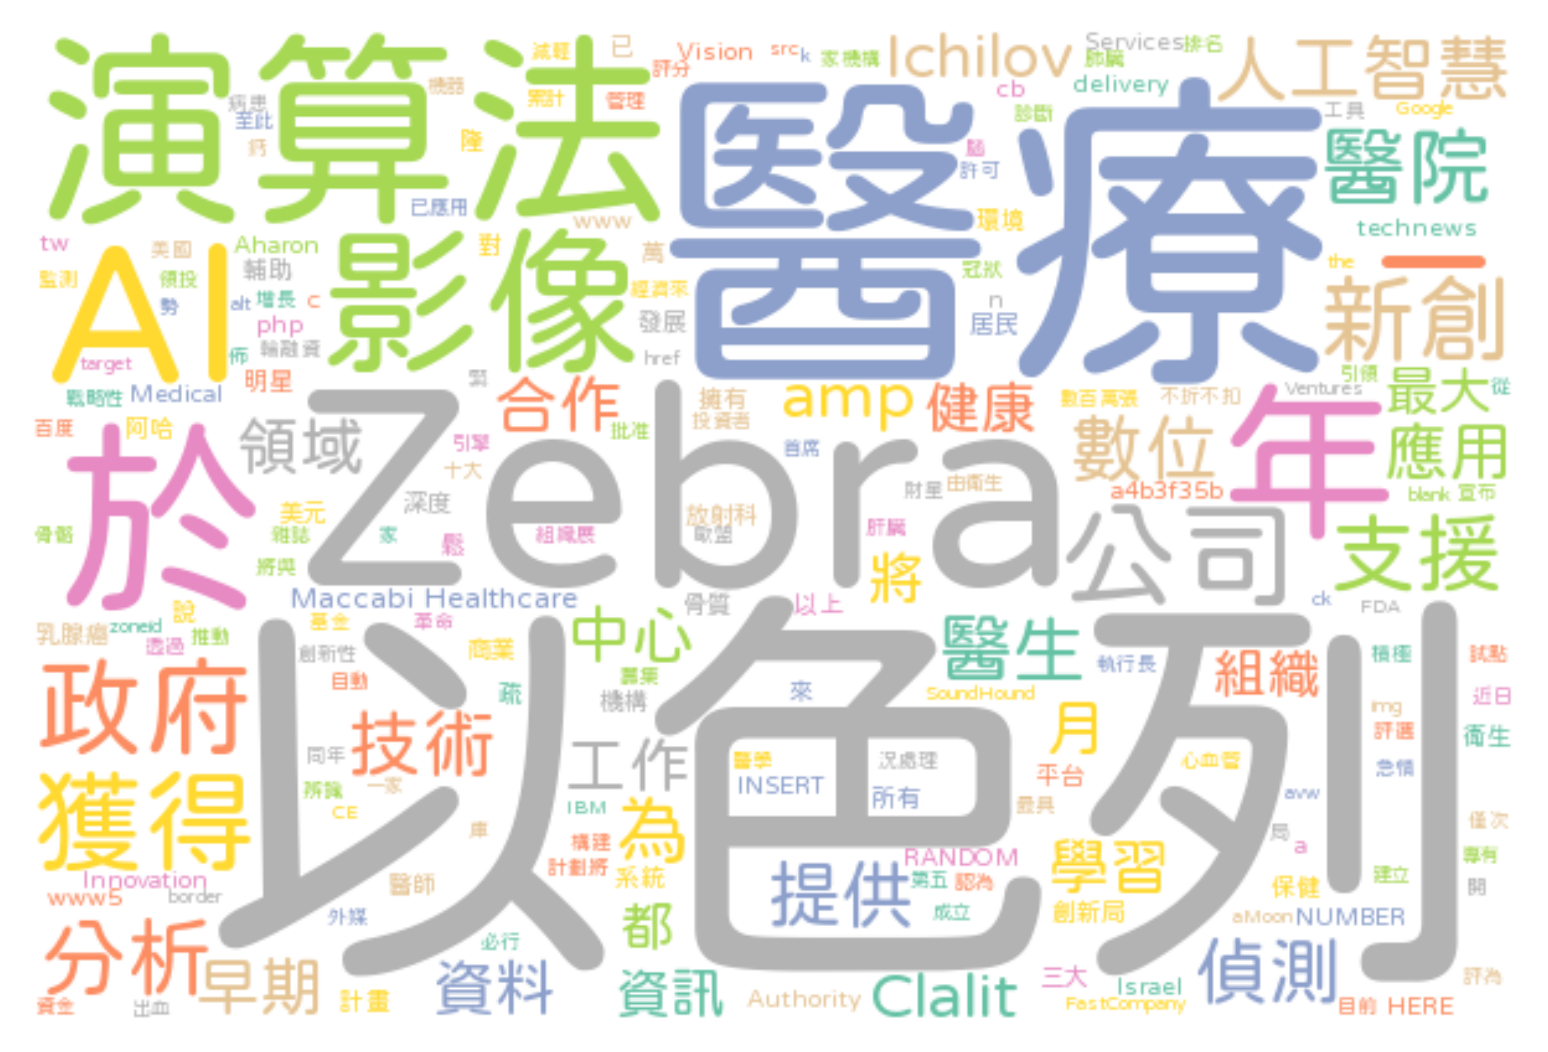 演算法
醫療
Zebra
以色列
AI
影像
於
年
人工智慧
Ichilov
醫院
新創
一
公司
支援
應用
最大
數位
健康
amp
合作
領域
政府
獲得
技術
分析
早期
資料
資訊
Clalit
偵測
提供
學習
組織
醫生
中心
工作
為
都
月
將
減輕
已
評分
Vision
src
k
家機構
Services
排名
肺臟
delivery
cb
診斷
工具
Google
機器
累計
管理
病患
至此
鈣
隆
腦
許可
已應用
www
環境
technews
tw
美國
Aharon
對
萬
冠狀
the
監測
領投
輔助
勢
alt
增長
c
經濟來
n
php
發展
居民
佈
輪融資
href
target
明星
緊
引領
Ventures
從
戰略性
Medical
擁有
投資者
數百萬張
不折不扣
百度
阿哈
引擎
批准
首席
十大
財星
由衛生
a4b3f35b
blank
宣布
美元
深度
放射科
歐盟
肝臟
骨骼
雜誌
家
鬆
組織展
將與
Maccabi Healthcare
骨質
以上
ck
FDA
說
乳腺癌
zoneid
透過
推動
基金
革命
創新性
商業
募集
執行長
積極
試點
自動
疏
機構
來
SoundHound
近日
img
評選
衛生
同年
醫學
況處理
心血管
急情
平台
辨識
一家
INSERT
所有
最具
avw
CE
IBM
庫
局
僅次
構建
RANDOM
a
專有
計劃將
Innovation
www5
border
醫師
系統
第五
認為
保健
建立
開
外媒
成立
創新局
aMoon
NUMBER
必行
三大
Israel
評為
資金
出血
計畫
Authority
FastCompany
目前
HERE